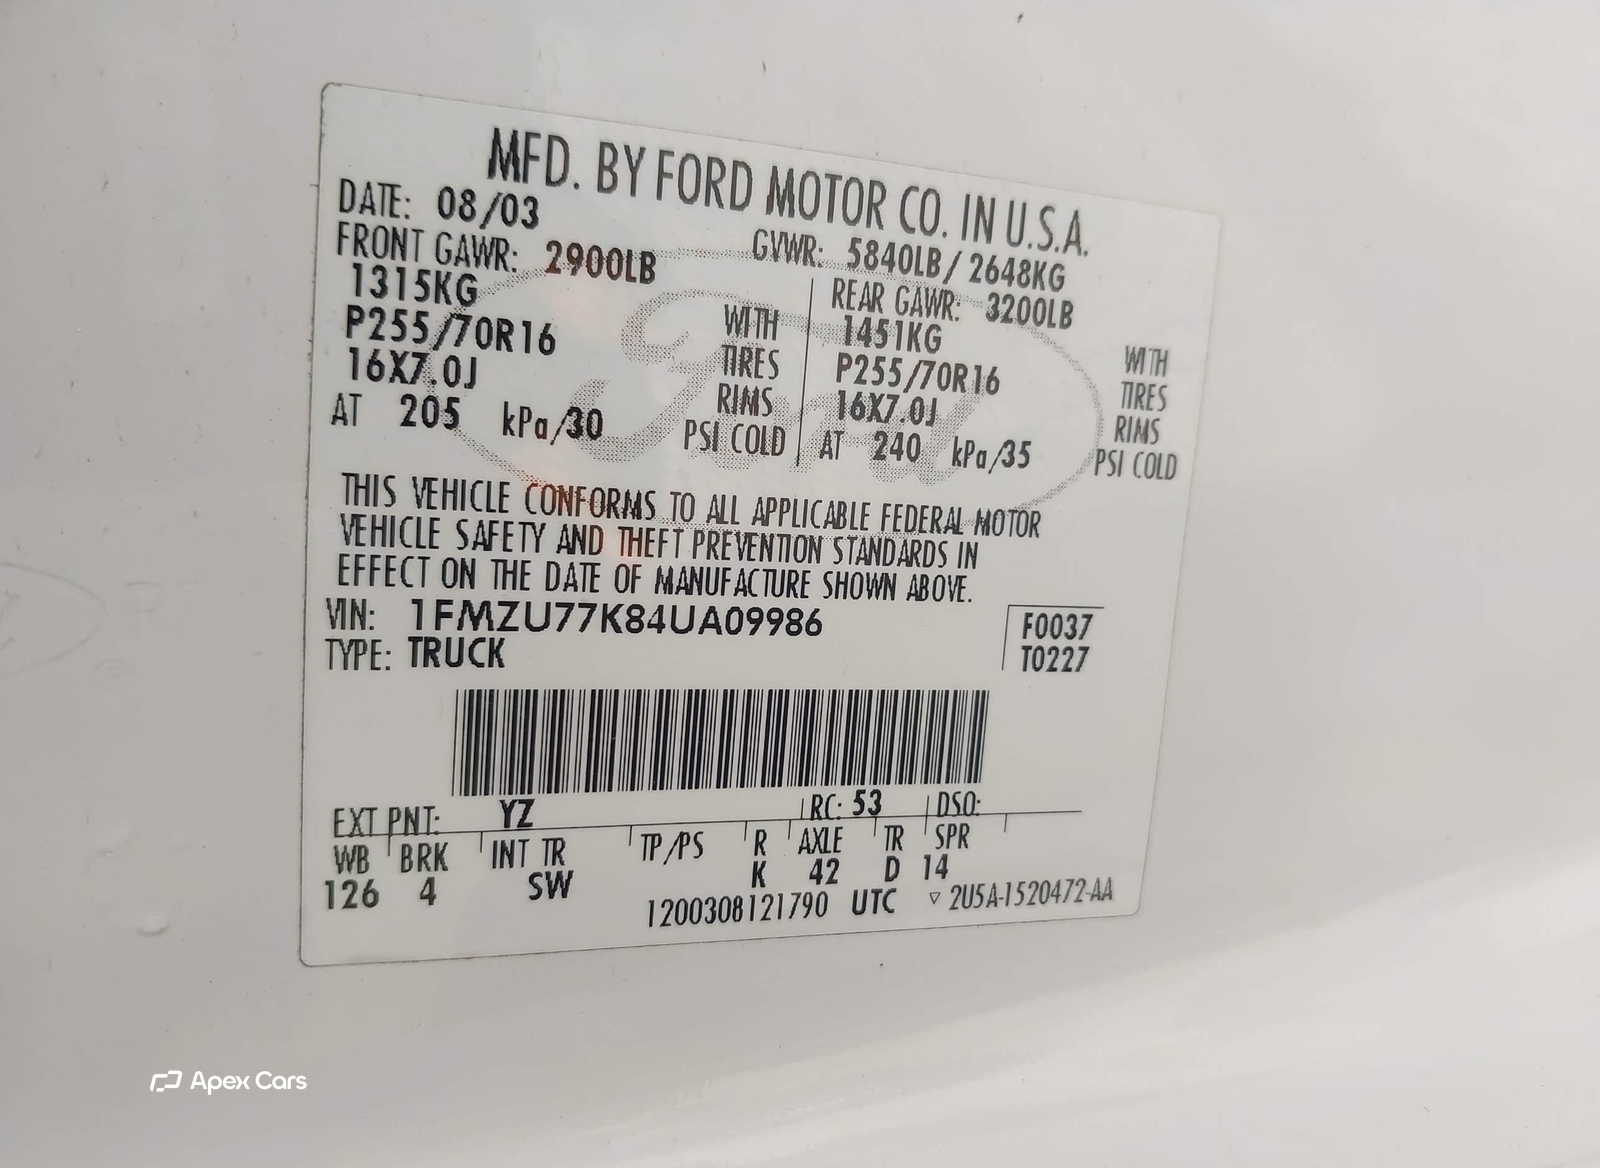 MFD. BY FORD MOTOR CO. IN U.S.A.
DATE: 08/03
GVWR: 5840LB/ 2648KG
FRONT GAWR: 2900LB
1315KG
P255/70R16
16X7.0J
AT 205 kPa/30
WITH
TIRES
RIMS
PSI COLD
REAR GAWR: 3200LB
1451KG
P255/70R16
16X7.0J
AT 240 kPa/35
WITH
TIRES
RIMS
PSI COLD
Ford
THIS VEHICLE CONFORMS TO ALL APPLICABLE FEDERAL MOTOR
VEHICLE SAFETY AND THEFT PREVENTION STANDARDS IN
EFFECT ON THE DATE OF MANUFACTURE SHOWN ABOVE.
VIN: 1FMZU77K84UA09986
TYPE: TRUCK
F0037
T0227
EXT PNT: YZ RC: 53 DSO:
WB BRK INT TR TP/PS R AXLE TR SPR
126 4 SW K 42 D 14
1200308121790 UTC ▽ 2U5A-1520472-AA
Apex Cars